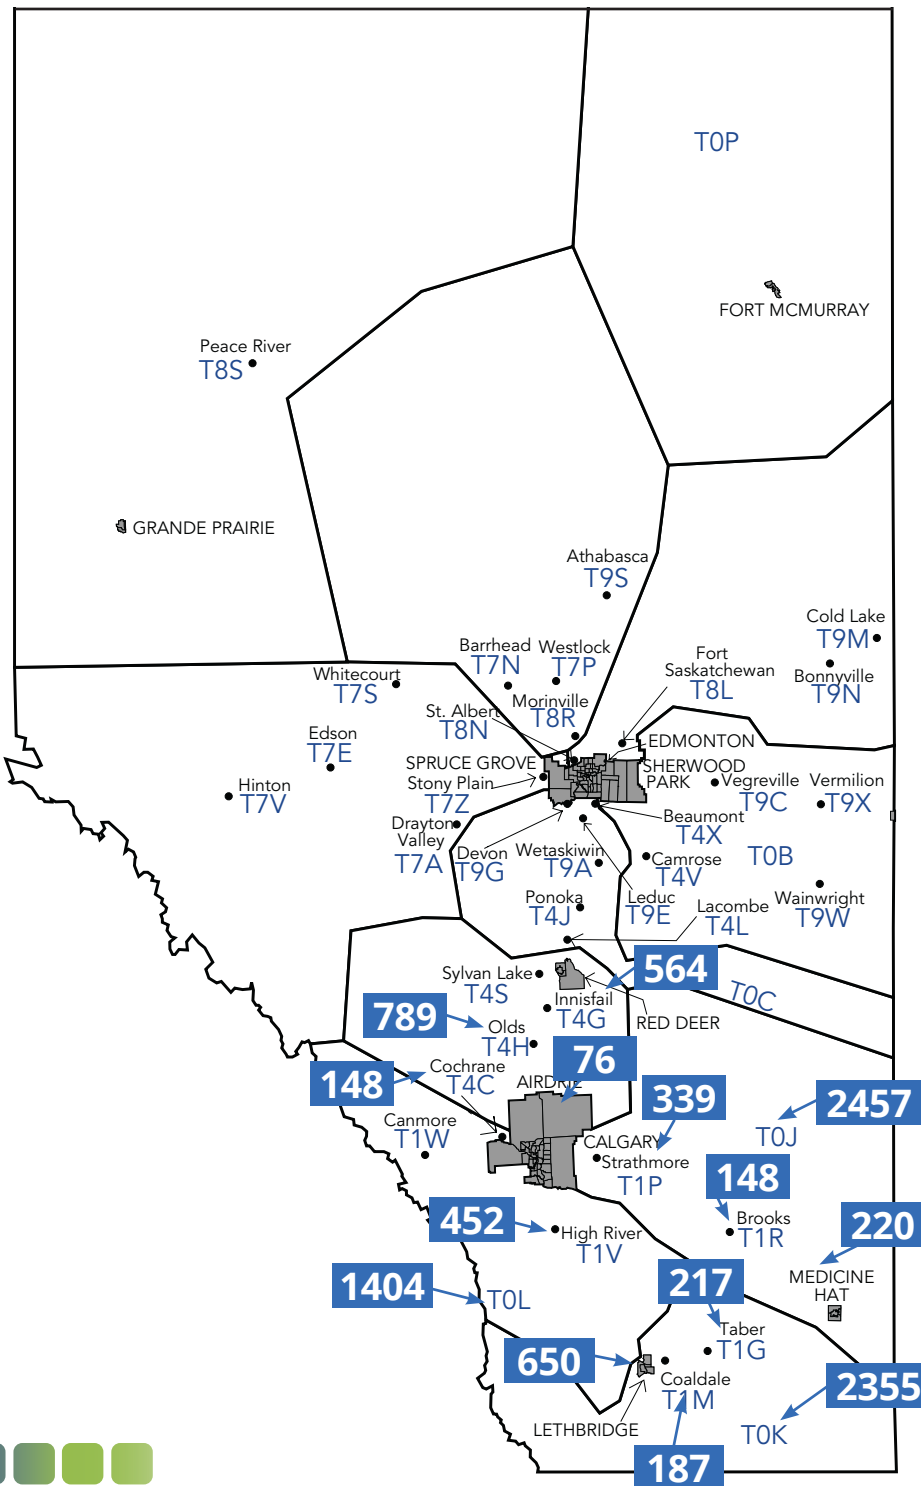 T0P
FORT MCMURRAY
Peace River
T8S
GRANDE PRAIRIE
Athabasca
T9S
Cold Lake
T9M
Bonnyville
T9N
Barrhead
T7N
Westlock
T7P
Fort
Saskatchewan
T8L
Whitecourt
T7S
Morinville
T8R
St. Albert
T8N
Edson
T7E
EDMONTON
SPRUCE GROVE
SHERWOOD
PARK
Hinton
T7V
Stony Plain
T7Z
Vegreville
T9C
Vermilion
T9X
Drayton
Valley
T7A
Beaumont
T4X
Devon
T9G
Wetaskiwin
T9A
Camrose
T4V
T0B
Ponoka
T4J
Leduc
T9E
Lacombe
T4L
Wainwright
T9W
564
Sylvan Lake
T4S
T0C
Innisfail
T4G
RED DEER
789
Olds
T4H
76
Cochrane
T4C
148
AIRDRIE
339
2457
Canmore
T1W
CALGARY
T0J
Strathmore
T1P
148
452
High River
T1V
Brooks
T1R
220
MEDICINE
HAT
217
1404
T0L
Taber
T1G
650
Coaldale
T1M
2355
LETHBRIDGE
T0K
187